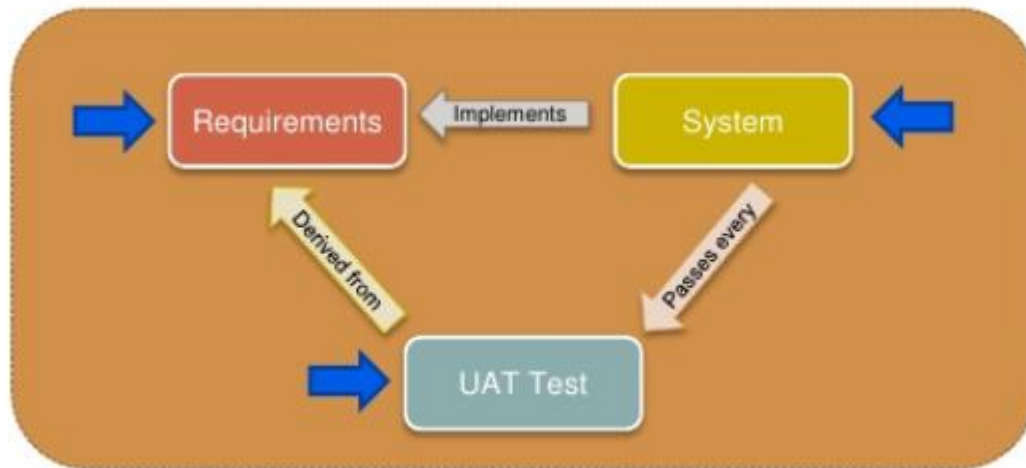 Requirements
Implements
System
Derived from
Passes every
UAT Test